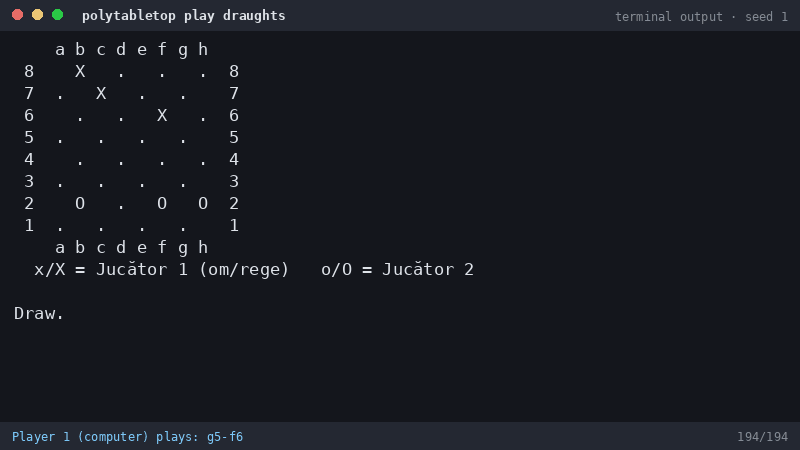 polytabletop play draughts
terminal output · seed 1
a b c d e f g h
8 X . . . 8
7 . X . . 7
6 . . X . 6
5 . . . . 5
4 . . . . 4
3 . . . . 3
2 O . O O 2
1 . . . . 1
a b c d e f g h
x/X = Jucător 1 (om/rege) o/O = Jucător 2
Draw.
Player 1 (computer) plays: g5-f6
194/194